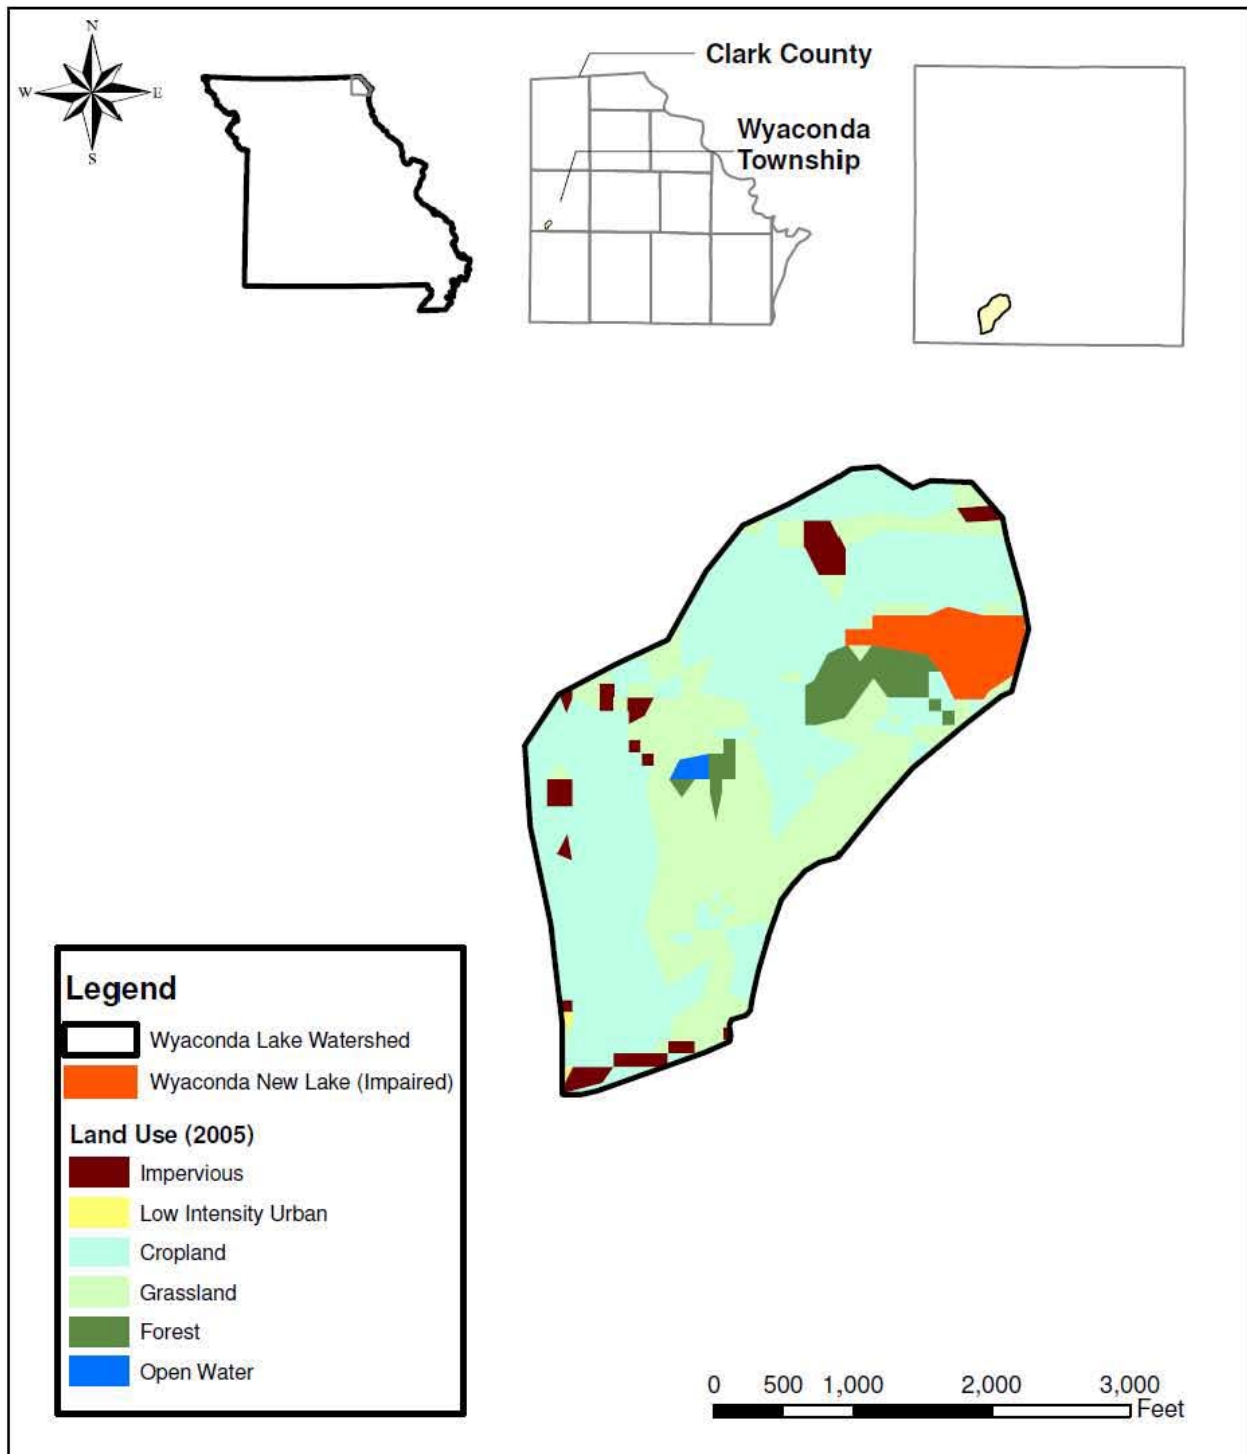 N
W E
S
Clark County
Wyaconda
Township
Legend
Wyaconda Lake Watershed
Wyaconda New Lake (Impaired)
Land Use (2005)
Impervious
Low Intensity Urban
Cropland
Grassland
Forest
Open Water
0 500 1,000 2,000 3,000
Feet